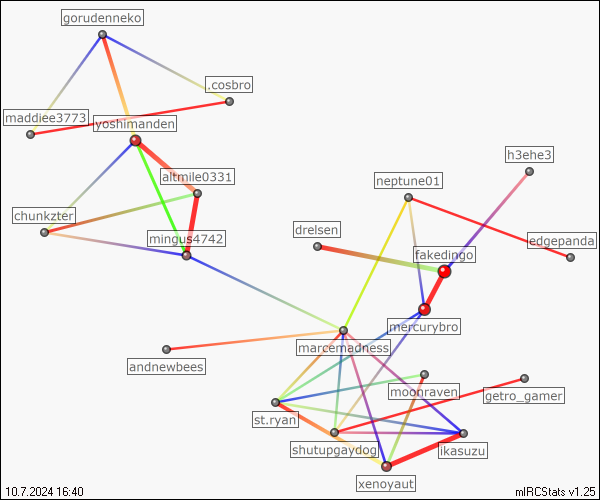 gorudenneko
.cosbro
maddiee3773
yoshimanden
h3ehe3
altmile0331
neptune01
chunkzter
drelsen
mingus4742
edgepanda
fakedingo
mercurybro
marcemadness
andnewbees
moonraven
getro_gamer
st.ryan
shutupgaydog
ikasuzu
xenoyaut
10.7.2024 16:40
mIRCStats v1.25